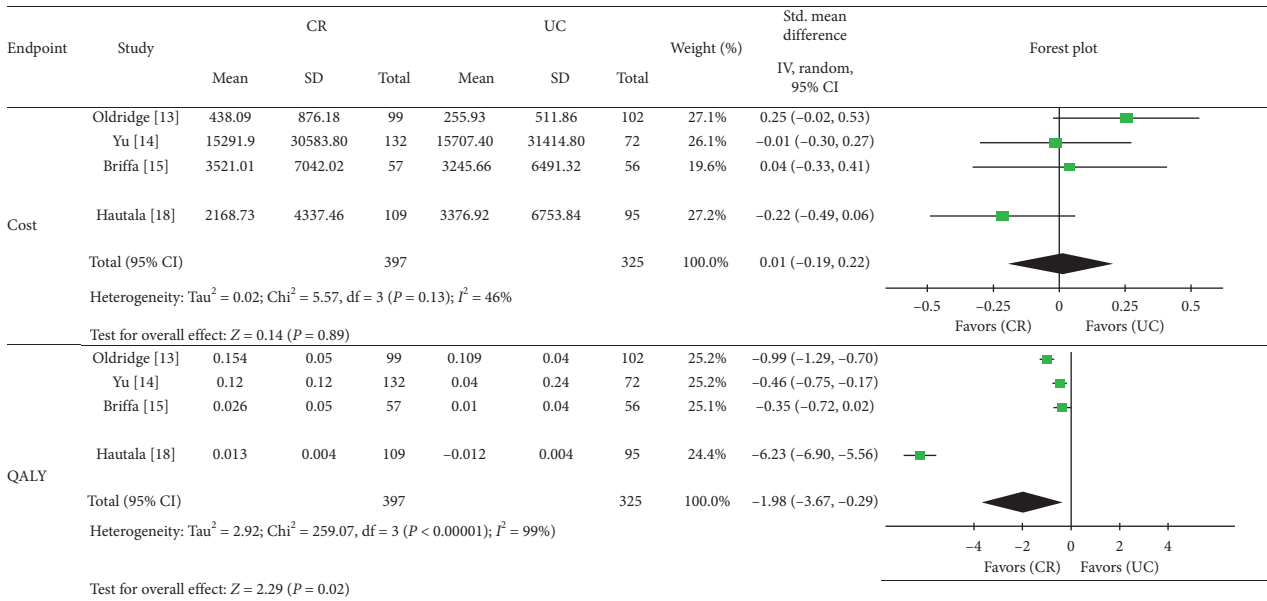 Endpoint Study CR UC Weight (%) Std. mean difference IV, random, 95% CI Forest plot
Mean SD Total Mean SD Total
Cost
Oldridge [13] 438.09 876.18 99 255.93 511.86 102 27.1% 0.25 (–0.02, 0.53)
Yu [14] 15291.9 30583.80 132 15707.40 31414.80 72 26.1% –0.01 (–0.30, 0.27)
Briffa [15] 3521.01 7042.02 57 3245.66 6491.32 56 19.6% 0.04 (–0.33, 0.41)
Hautala [18] 2168.73 4337.46 109 3376.92 6753.84 95 27.2% –0.22 (–0.49, 0.06)
Total (95% CI) 397 325 100.0% 0.01 (–0.19, 0.22)
Heterogeneity: Tau² = 0.02; Chi² = 5.57, df = 3 (P = 0.13); I² = 46%
Test for overall effect: Z = 0.14 (P = 0.89)
–0.5 –0.25 0 0.25 0.5
Favors (CR) Favors (UC)
QALY
Oldridge [13] 0.154 0.05 99 0.109 0.04 102 25.2% –0.99 (–1.29, –0.70)
Yu [14] 0.12 0.12 132 0.04 0.24 72 25.2% –0.46 (–0.75, –0.17)
Briffa [15] 0.026 0.05 57 0.01 0.04 56 25.1% –0.35 (–0.72, 0.02)
Hautala [18] 0.013 0.004 109 –0.012 0.004 95 24.4% –6.23 (–6.90, –5.56)
Total (95% CI) 397 325 100.0% –1.98 (–3.67, –0.29)
Heterogeneity: Tau² = 2.92; Chi² = 259.07, df = 3 (P < 0.00001); I² = 99%)
–4 –2 0 2 4
Favors (CR) Favors (UC)
Test for overall effect: Z = 2.29 (P = 0.02)